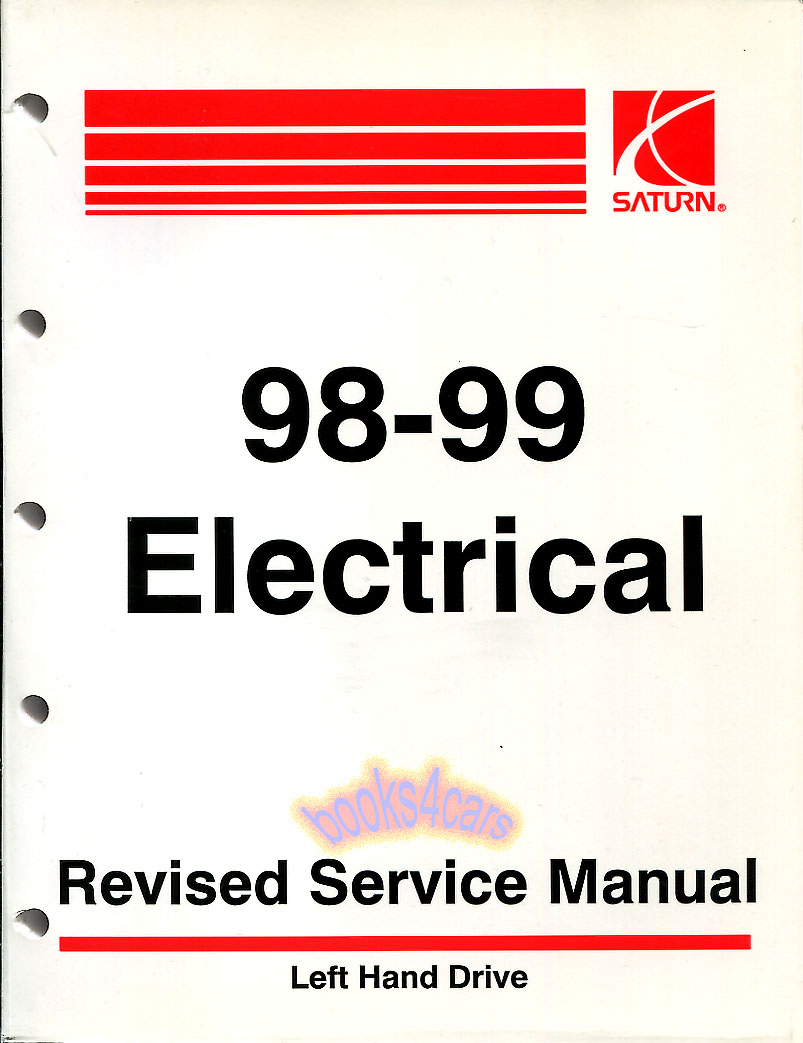 SATURN®
98-99
Electrical
books4cars
Revised Service Manual
Left Hand Drive